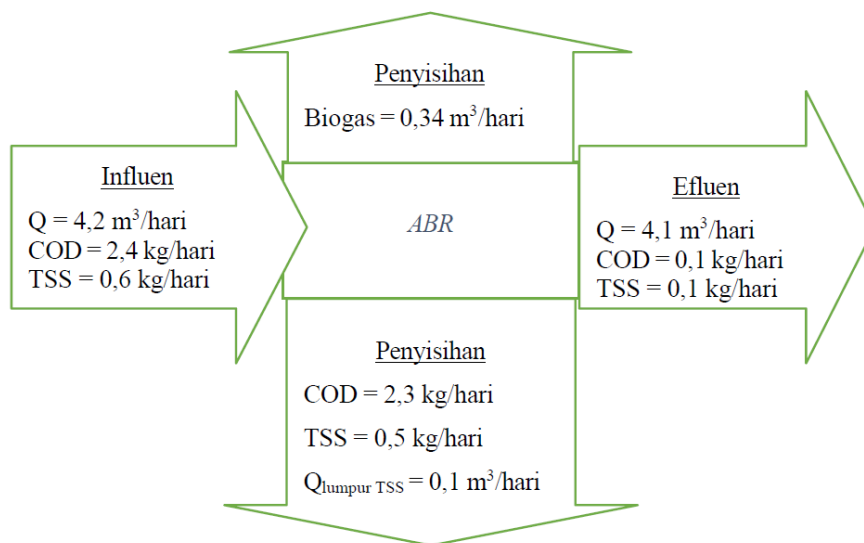 Penyisihan
Biogas = 0,34 m³/hari
Influen
Q = 4,2 m³/hari
COD = 2,4 kg/hari
TSS = 0,6 kg/hari
ABR
Efluen
Q = 4,1 m³/hari
COD = 0,1 kg/hari
TSS = 0,1 kg/hari
Penyisihan
COD = 2,3 kg/hari
TSS = 0,5 kg/hari
Qlumpur TSS = 0,1 m³/hari